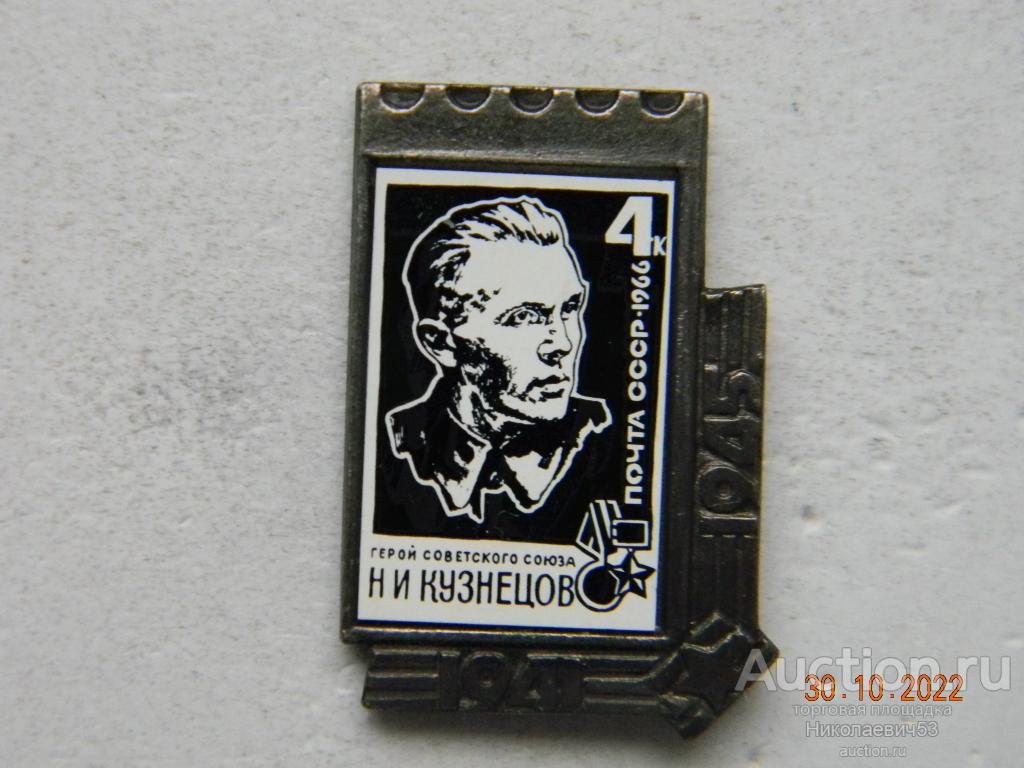 4К
ПОЧТА СССР·1966
ГЕРОЙ СОВЕТСКОГО СОЮЗА
Н И КУЗНЕЦОВ
1945
1941
Auction.ru
30.10.2022
торговая площадка
Николаевич53
auction.ru